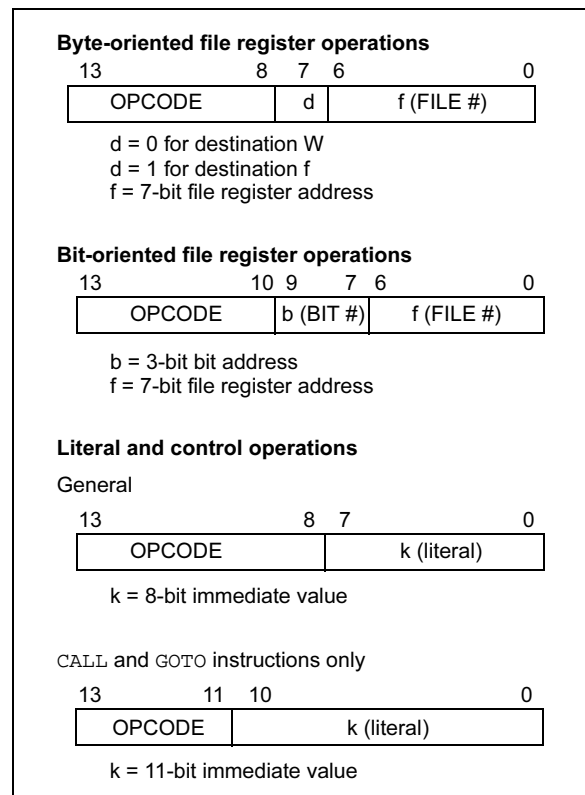 Byte-oriented file register operations
13 8 7 6 0
OPCODE d f (FILE #)
d = 0 for destination W
d = 1 for destination f
f = 7-bit file register address
Bit-oriented file register operations
13 10 9 7 6 0
OPCODE b (BIT #) f (FILE #)
b = 3-bit bit address
f = 7-bit file register address
Literal and control operations
General
13 8 7 0
OPCODE k (literal)
k = 8-bit immediate value
CALL and GOTO instructions only
13 11 10 0
OPCODE k (literal)
k = 11-bit immediate value